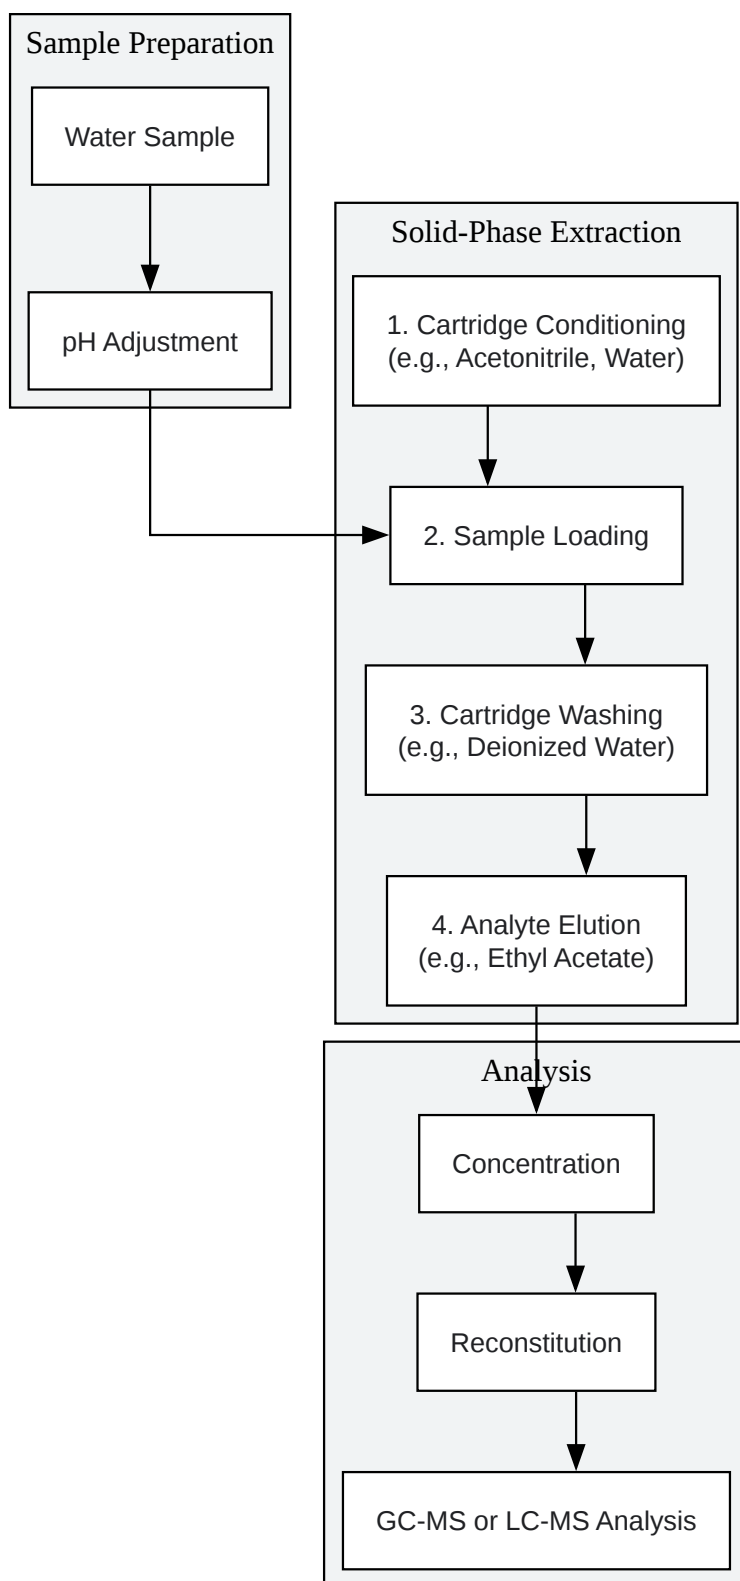 Sample Preparation
Water Sample
pH Adjustment
Solid-Phase Extraction
1. Cartridge Conditioning
(e.g., Acetonitrile, Water)
2. Sample Loading
3. Cartridge Washing
(e.g., Deionized Water)
4. Analyte Elution
(e.g., Ethyl Acetate)
Analysis
Concentration
Reconstitution
GC-MS or LC-MS Analysis